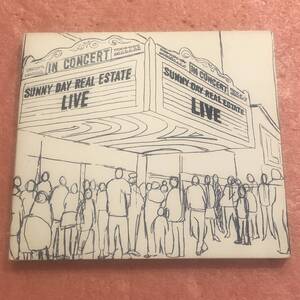 IN CONCERT
SUNNY DAY REAL ESTATE
LIVE
IN CONCERT
SUNNY DAY REAL ESTATE
LIVE